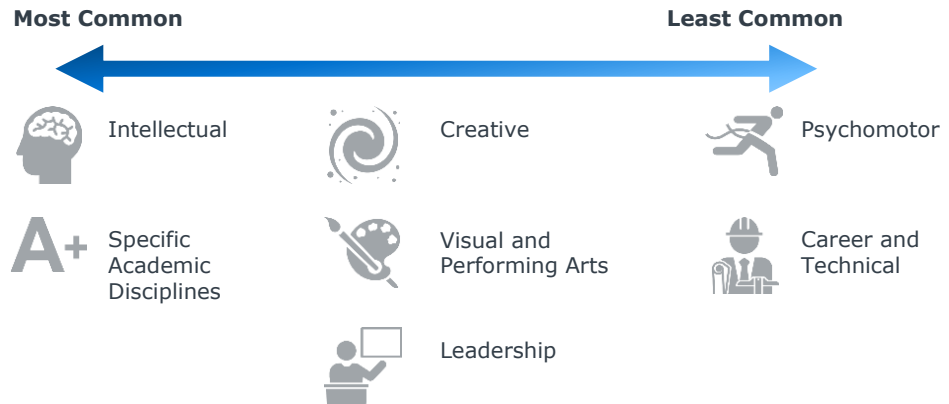 Most Common
Least Common
Intellectual
Creative
Psychomotor
A+
Specific
Academic
Disciplines
Visual and
Performing Arts
Career and
Technical
Leadership